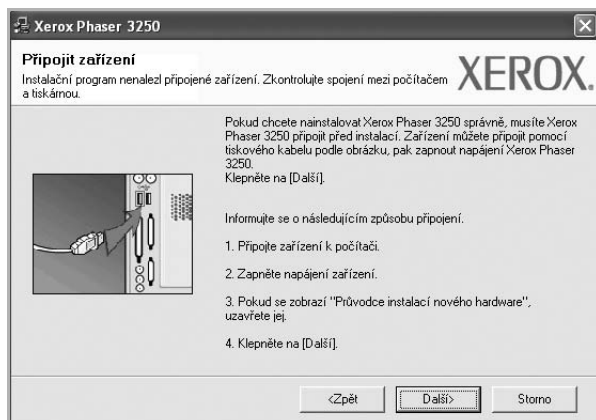 Xerox Phaser 3250
Připojit zařízení
Instalační program nenalezl připojené zařízení. Zkontrolujte spojení mezi počítačem
a tiskárnou.
XEROX.
Pokud chcete nainstalovat Xerox Phaser 3250 správně, musíte Xerox
Phaser 3250 připojit před instalací. Zařízení můžete připojit pomocí
tiskového kabelu podle obrázku, pak zapnout napájení Xerox Phaser
3250.
Klepněte na [Další].
Informujte se o následujícím způsobu připojení.
1. Připojte zařízení k počítači.
2. Zapněte napájení zařízení.
3. Pokud se zobrazí "Průvodce instalací nového hardware",
uzavřete jej.
4. Klepněte na [Další].
<Zpět
Další>
Storno